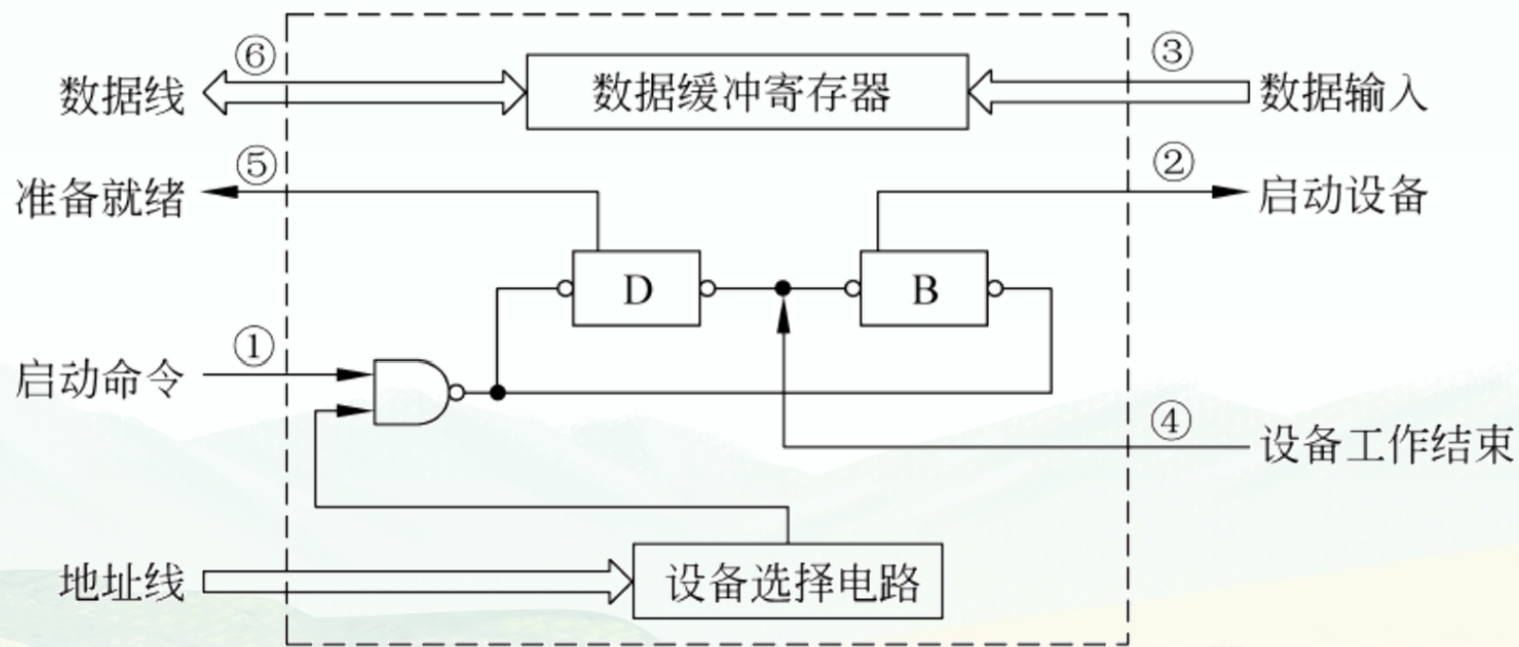 ⑥
③
数据线
数据缓冲寄存器
数据输入
⑤
②
准备就绪
启动设备
D
B
①
启动命令
④
设备工作结束
地址线
设备选择电路